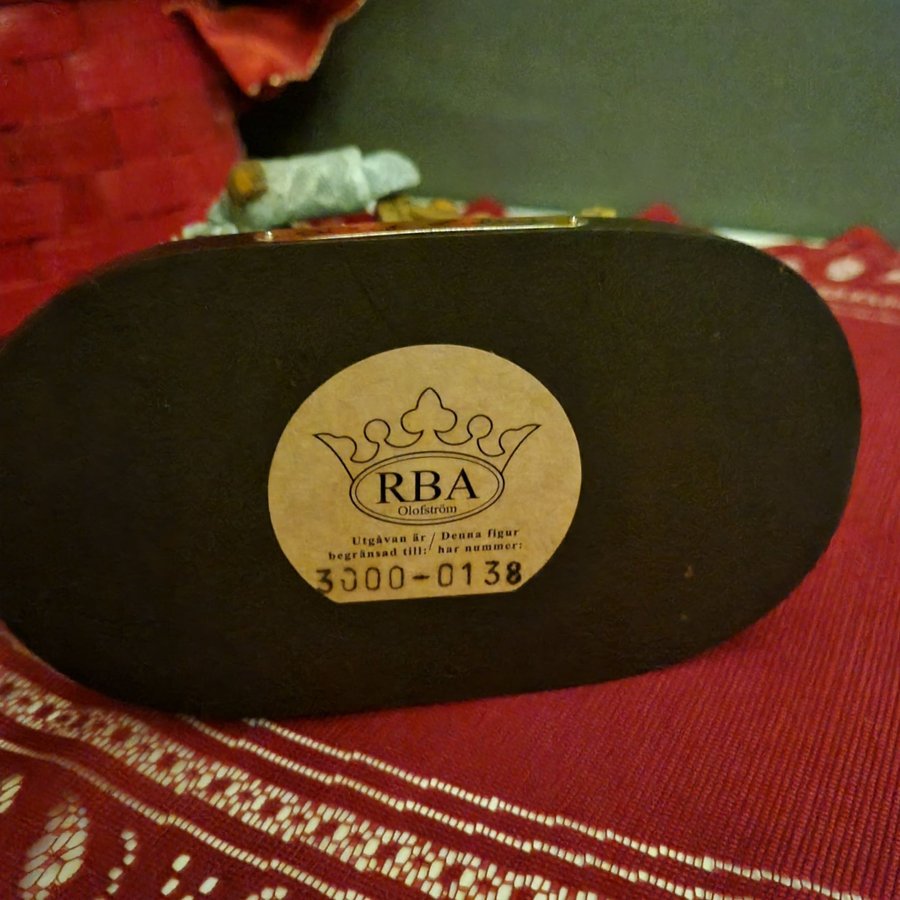 RBA
Olofström
Utgåvan är / Denna figur
begränsad till: / har nummer:
3000-0138